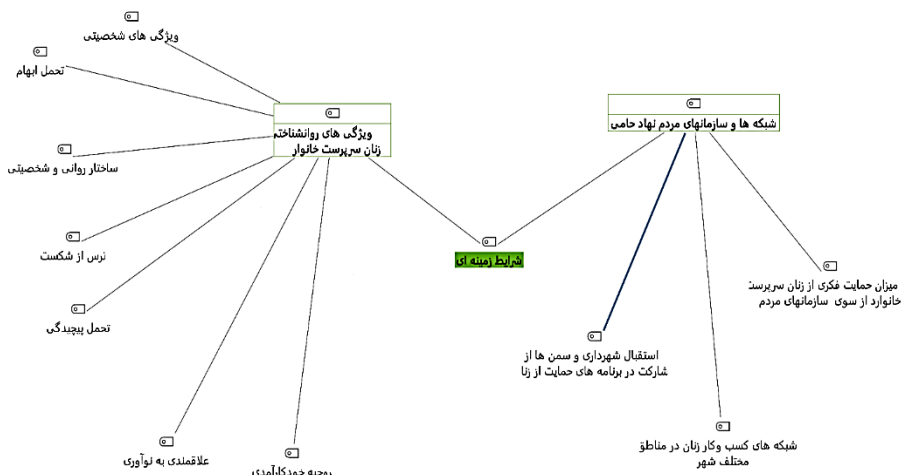 ویژگی های شخصیتی
تحمل ابهام
ویژگی های روانشناختی
زنان سرپرست خانوار
شبکه ها و سازمانهای مردم نهاد حامی
ساختار روانی و شخصیتی
ترس از شکست
شرایط زمینه ای
میزان حمایت فکری از زنان سرپرست
خانوارد از سوی سازمانهای مردم
تحمل پیچیدگی
استقبال شهرداری و سمن ها از
شارکت در برنامه های حمایت از زنا
علاقمندی به نوآوری
روحیه خودکارآمدی
شبکه های کسب وکار زنان در مناطق
مختلف شهر